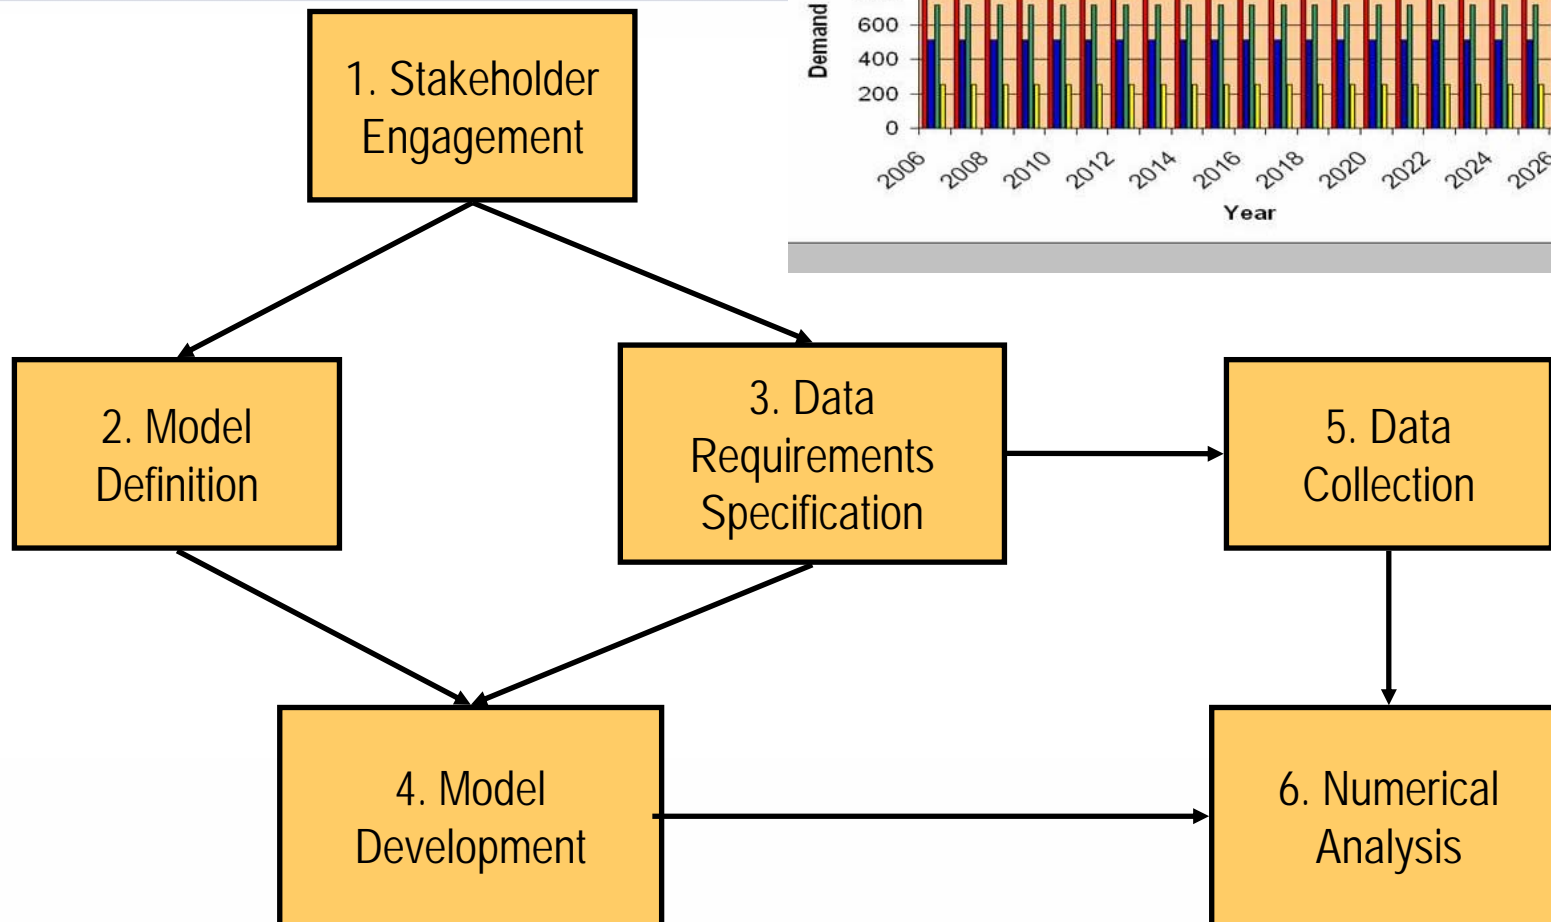 1. Stakeholder
Engagement
Demand
600
400
200
0
2006 2008 2010 2012 2014 2016 2018 2020 2022 2024 2026
Year
2. Model
Definition
3. Data
Requirements
Specification
5. Data
Collection
4. Model
Development
6. Numerical
Analysis